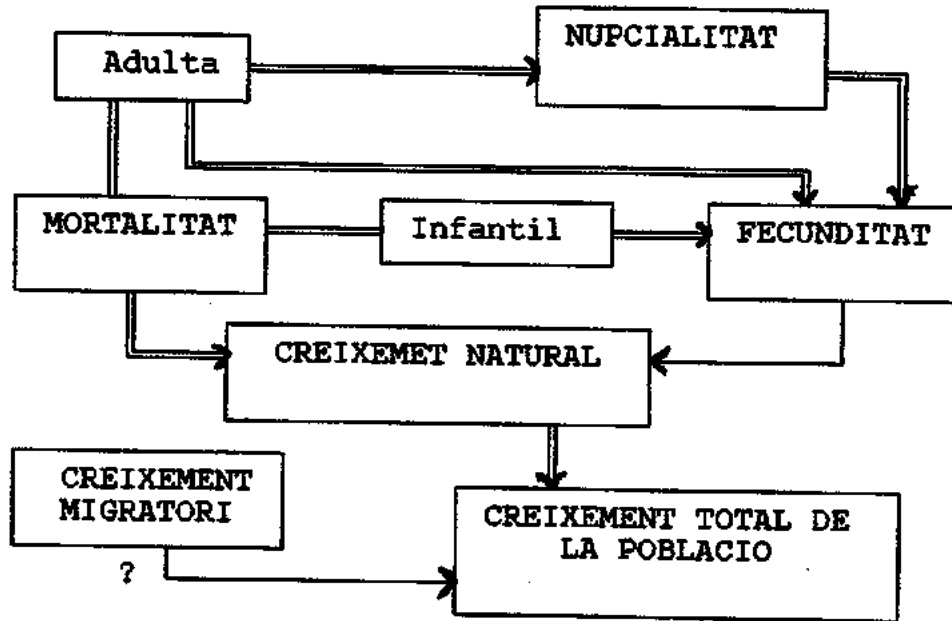 NUPCIALITAT
Adulta
MORTALITAT
Infantil
FECUNDITAT
CREIXEMET NATURAL
CREIXEMENT
MIGRATORI
?
CREIXEMENT TOTAL DE
LA POBLACIO